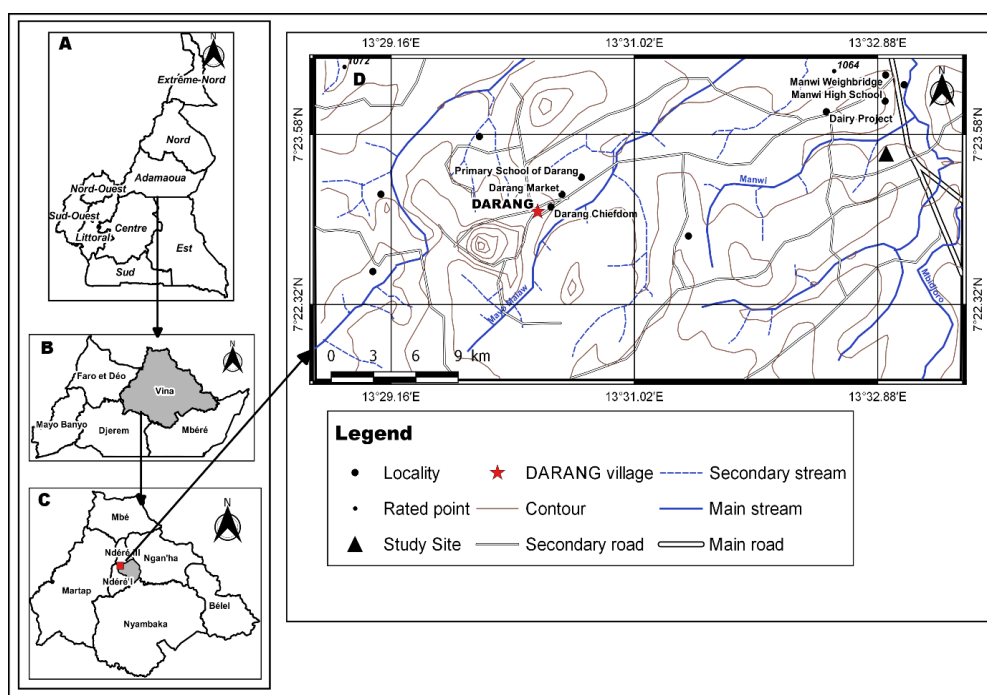 A
N
Extrême-Nord
Nord
Adamaoua
Nord-Ouest
Sud-Ouest
Littoral
Centre
Est
Sud
B
N
Faro et Déo
Vina
Mayo Banyo
Djerem
Mbéré
C
N
Mbé
Ndéré III
Ngan'ha
Ndéré I
Martap
Bélel
Nyambaka
13°29.16'E 13°31.02'E 13°32.88'E
1072
D
1064
N
Manwi Weighbridge
Manwi High School
Dairy Project
7°23.58'N 7°23.58'N
Primary School of Darang
Manwi
Darang Market
DARANG
Darang Chiefdom
Mayo Malaw
Mbidjoro
7°22.32'N 7°22.32'N
0 3 6 9 km
13°29.16'E 13°31.02'E 13°32.88'E
Legend
Locality DARANG village Secondary stream
Rated point Contour Main stream
Study Site Secondary road Main road